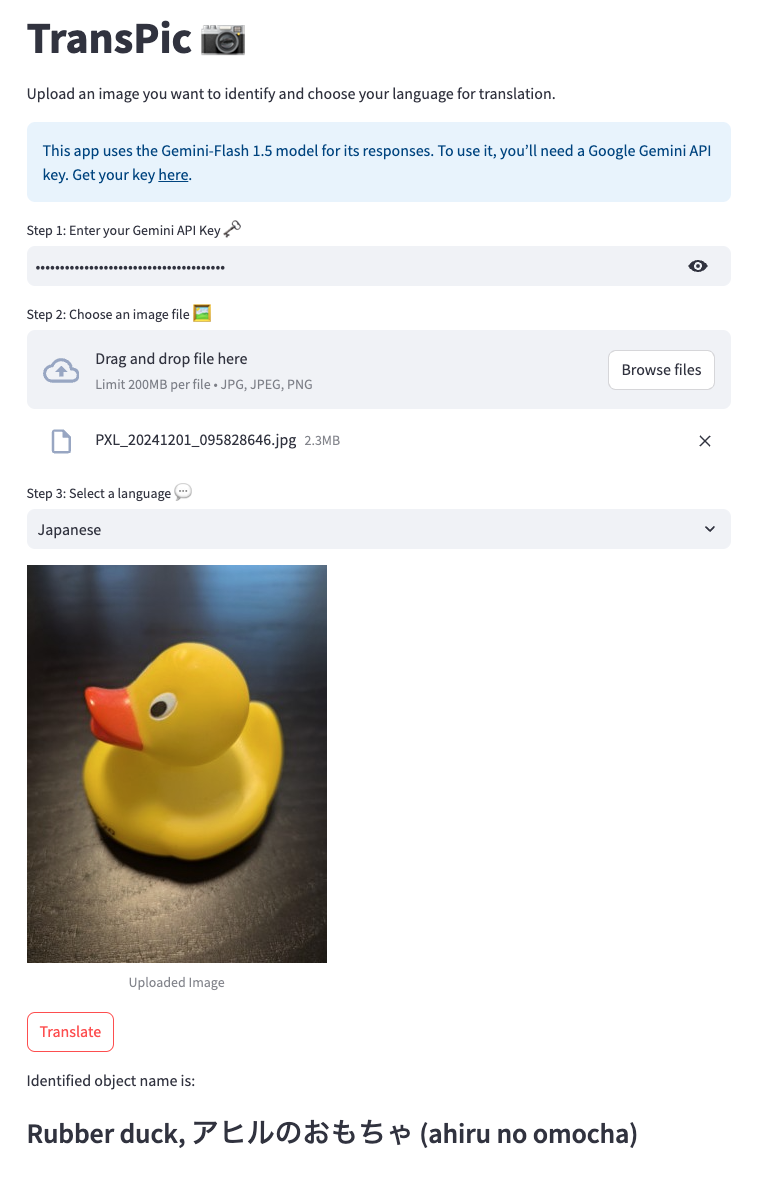 TransPic 📷
Upload an image you want to identify and choose your language for translation.
This app uses the Gemini-Flash 1.5 model for its responses. To use it, you’ll need a Google Gemini API
key. Get your key here.
Step 1: Enter your Gemini API Key 🗝️
••••••••••••••••••••••••••••••••••••••
Step 2: Choose an image file 🖼️
Drag and drop file here
Limit 200MB per file • JPG, JPEG, PNG
Browse files
PXL_20241201_095828646.jpg 2.3MB
Step 3: Select a language 💬
Japanese
Uploaded Image
Translate
Identified object name is:
Rubber duck, アヒルのおもちゃ (ahiru no omocha)